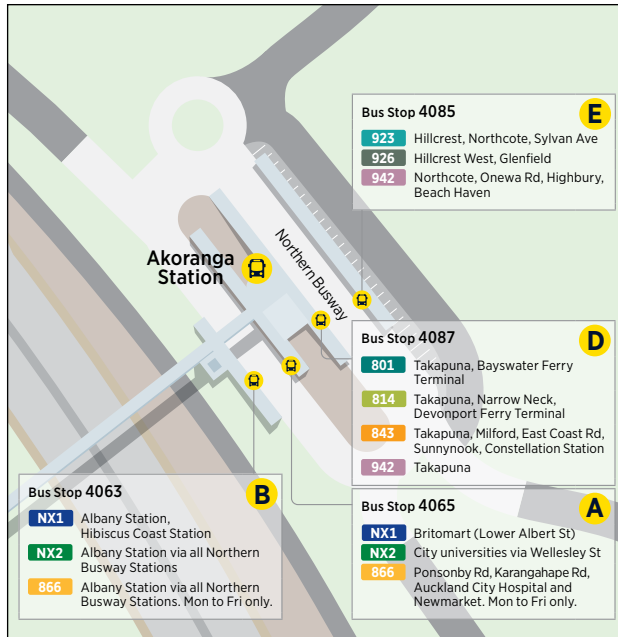 Bus Stop 4085
E
923 Hillcrest, Northcote, Sylvan Ave
926 Hillcrest West, Glenfield
942 Northcote, Onewa Rd, Highbury,
Beach Haven
Akoranga
Station
Northern Busway
Bus Stop 4087
D
801 Takapuna, Bayswater Ferry
Terminal
814 Takapuna, Narrow Neck,
Devonport Ferry Terminal
843 Takapuna, Milford, East Coast Rd,
Sunnynook, Constellation Station
942 Takapuna
Bus Stop 4063
B
NX1 Albany Station,
Hibiscus Coast Station
NX2 Albany Station via all Northern
Busway Stations
866 Albany Station via all Northern
Busway Stations. Mon to Fri only.
Bus Stop 4065
A
NX1 Britomart (Lower Albert St)
NX2 City universities via Wellesley St
866 Ponsonby Rd, Karangahape Rd,
Auckland City Hospital and
Newmarket. Mon to Fri only.